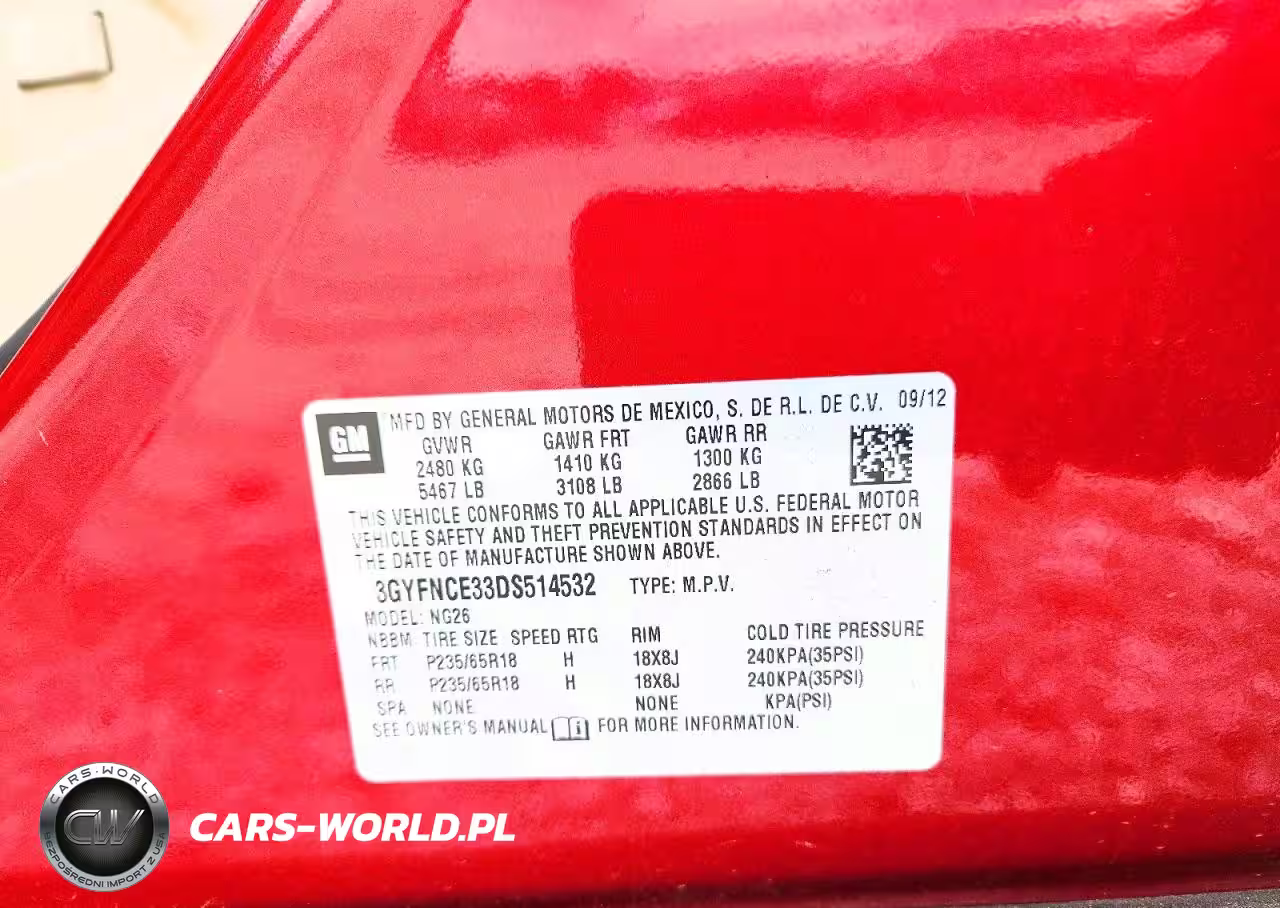 GM
MFD BY GENERAL MOTORS DE MEXICO, S. DE R.L. DE C.V. 09/12
GVWR GAWR FRT GAWR RR
2480 KG 1410 KG 1300 KG
5467 LB 3108 LB 2866 LB
THIS VEHICLE CONFORMS TO ALL APPLICABLE U.S. FEDERAL MOTOR
VEHICLE SAFETY AND THEFT PREVENTION STANDARDS IN EFFECT ON
THE DATE OF MANUFACTURE SHOWN ABOVE.
3GYFNCE33DS514532 TYPE: M.P.V.
MODEL: NG26
NBBM TIRE SIZE SPEED RTG RIM COLD TIRE PRESSURE
FRT P235/65R18 H 18X8J 240KPA(35PSI)
RR P235/65R18 H 18X8J 240KPA(35PSI)
SPA NONE NONE KPA(PSI)
SEE OWNER'S MANUAL FOR MORE INFORMATION.
CARS-WORLD
CW
BEZPOŚREDNI IMPORT Z USA
CARS-WORLD.PL